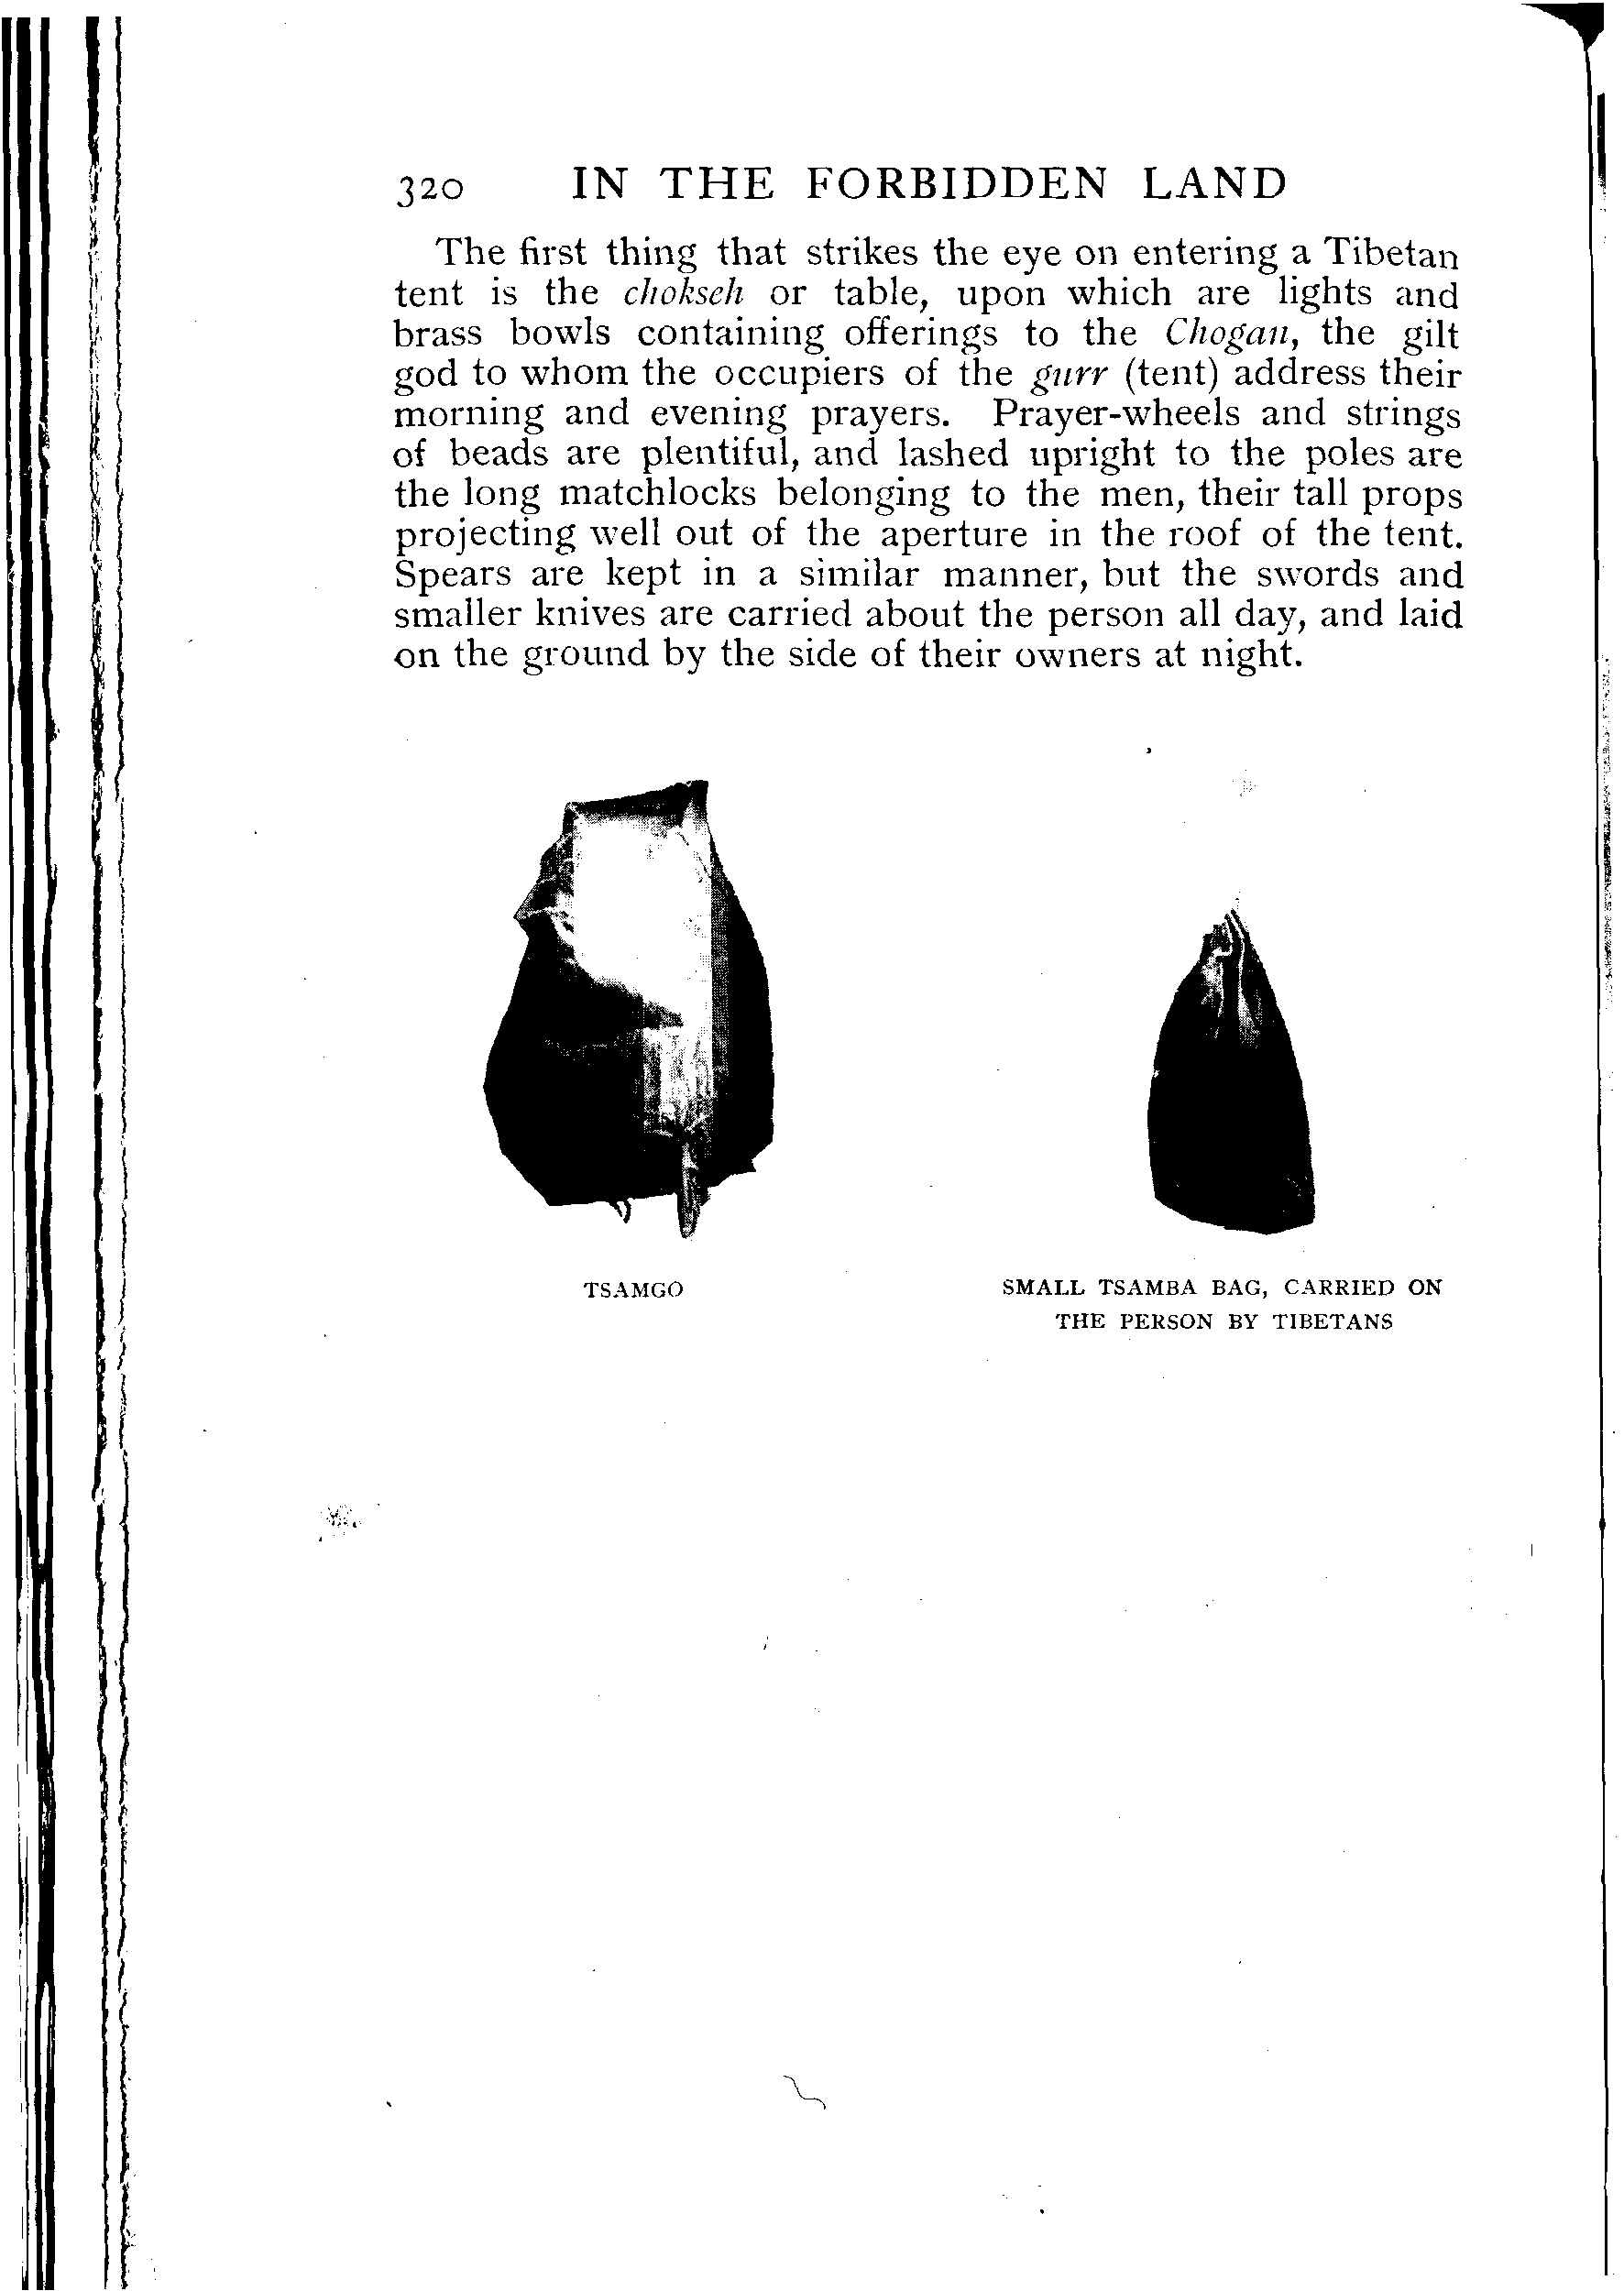 320 IN THE FORBIDDEN LAND
The first thing that strikes the eye on entering a Tibetan
tent is the chokseh or table, upon which are lights and
brass bowls containing offerings to the Chogan, the gilt
god to whom the occupiers of the gurr (tent) address their
morning and evening prayers. Prayer-wheels and strings
of beads are plentiful, and lashed upright to the poles are
the long matchlocks belonging to the men, their tall props
projecting well out of the aperture in the roof of the tent.
Spears are kept in a similar manner, but the swords and
smaller knives are carried about the person all day, and laid
on the ground by the side of their owners at night.
TSAMGO
SMALL TSAMBA BAG, CARRIED ON
THE PERSON BY TIBETANS